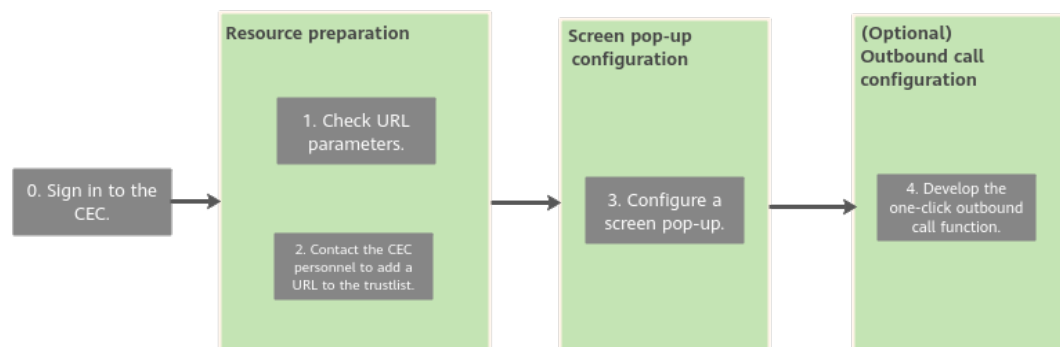 0. Sign in to the
CEC.
Resource preparation
1. Check URL
parameters.
2. Contact the CEC
personnel to add a
URL to the trustlist.
Screen pop-up
configuration
3. Configure a
screen pop-up.
(Optional)
Outbound call
configuration
4. Develop the
one-click outbound
call function.